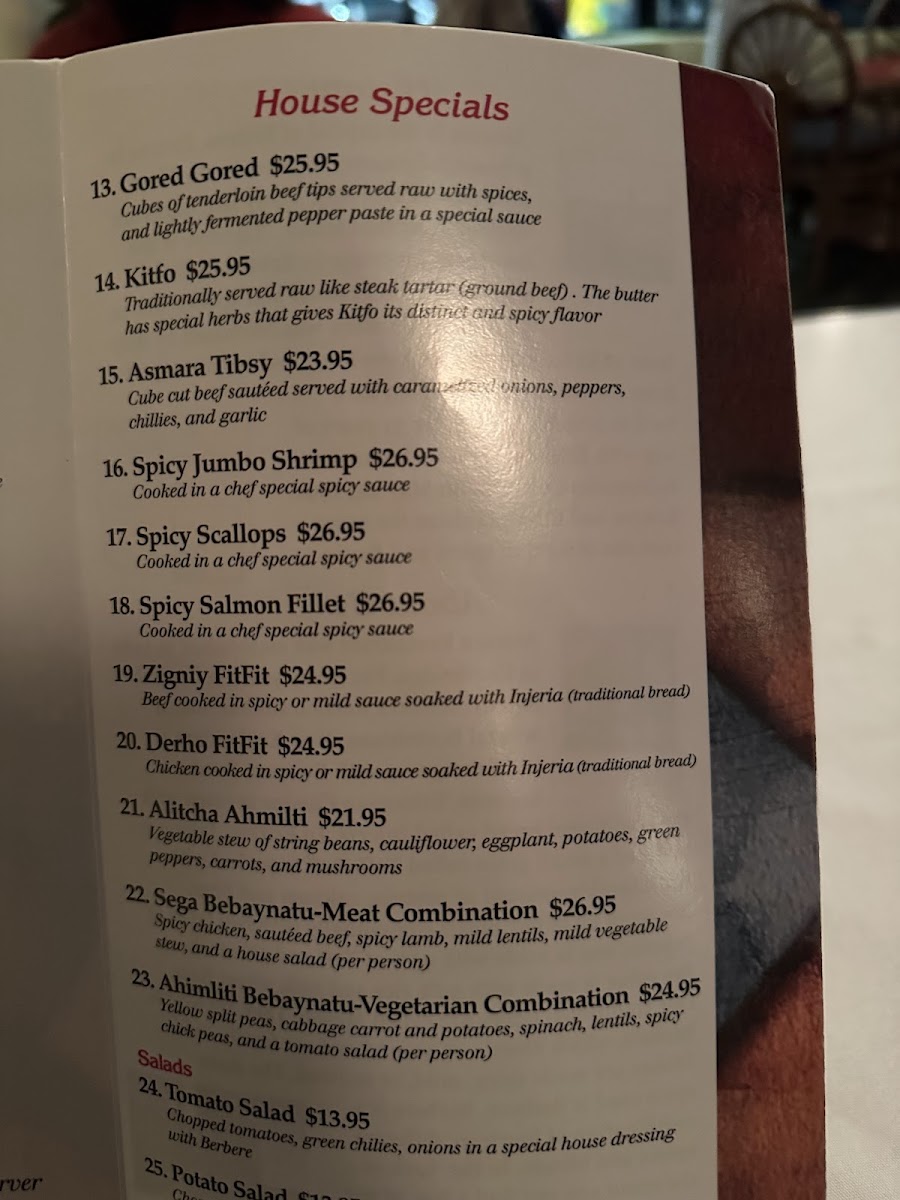 House Specials
13. Gored Gored $25.95
Cubes of tenderloin beef tips served raw with spices,
and lightly fermented pepper paste in a special sauce
14. Kitfo $25.95
Traditionally served raw like steak tartar (ground beef) . The butter
has special herbs that gives Kitfo its distinct and spicy flavor
15. Asmara Tibsy $23.95
Cube cut beef sautéed served with caramelized onions, peppers,
chillies, and garlic
16. Spicy Jumbo Shrimp $26.95
Cooked in a chef special spicy sauce
17. Spicy Scallops $26.95
Cooked in a chef special spicy sauce
18. Spicy Salmon Fillet $26.95
Cooked in a chef special spicy sauce
19. Zigniy FitFit $24.95
Beef cooked in spicy or mild sauce soaked with Injeria (traditional bread)
20. Derho FitFit $24.95
Chicken cooked in spicy or mild sauce soaked with Injeria (traditional bread)
21. Alitcha Ahmilti $21.95
Vegetable stew of string beans, cauliflower, eggplant, potatoes, green
peppers, carrots, and mushrooms
22. Sega Bebaynatu-Meat Combination $26.95
Spicy chicken, sautéed beef, spicy lamb, mild lentils, mild vegetable
stew, and a house salad (per person)
23. Ahimliti Bebaynatu-Vegetarian Combination $24.95
Yellow split peas, cabbage carrot and potatoes, spinach, lentils, spicy
chick peas, and a tomato salad (per person)
Salads
24. Tomato Salad $13.95
Chopped tomatoes, green chilies, onions in a special house dressing
with Berbere
25. Potato Salad
rver